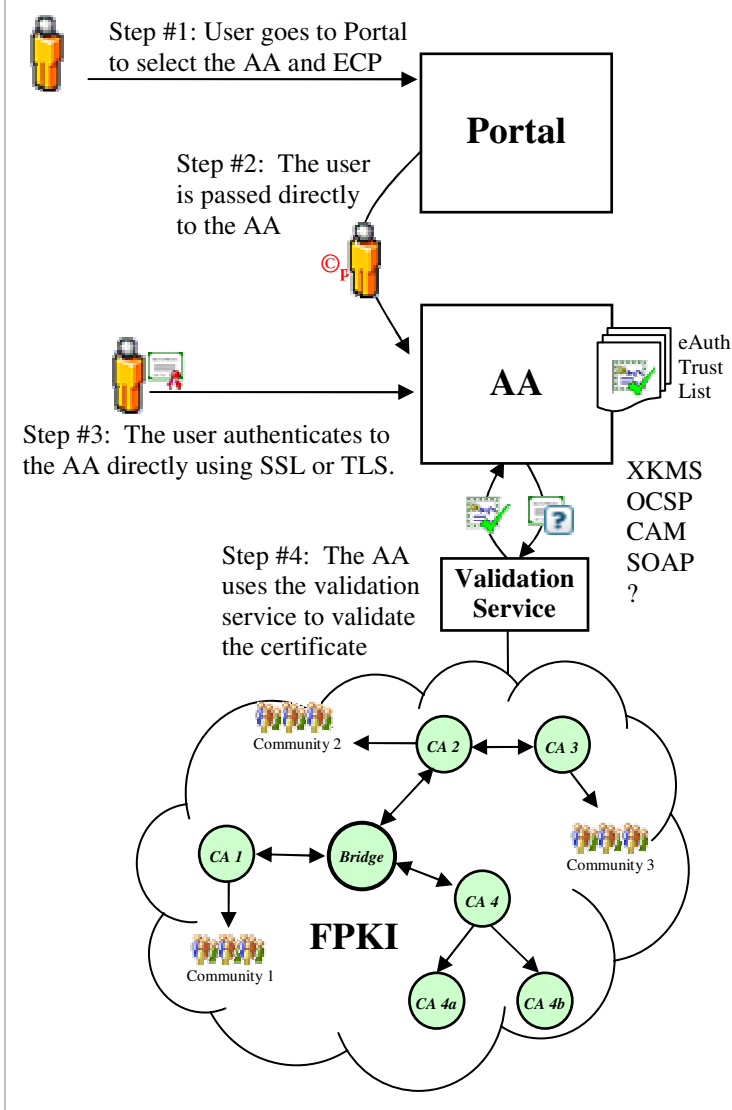 Step #1: User goes to Portal
to select the AA and ECP
Portal
Step #2:  The user
is passed directly
to the AA
©p
AA
eAuth
Trust
List
Step #3:  The user authenticates to
the AA directly using SSL or TLS.
XKMS
OCSP
CAM
SOAP
?
?
Step #4:  The AA
uses the validation
service to validate
the certificate
Validation
Service
Community 2
CA 2
CA 3
CA 1
Bridge
Community 3
CA 4
FPKI
Community 1
CA 4a
CA 4b